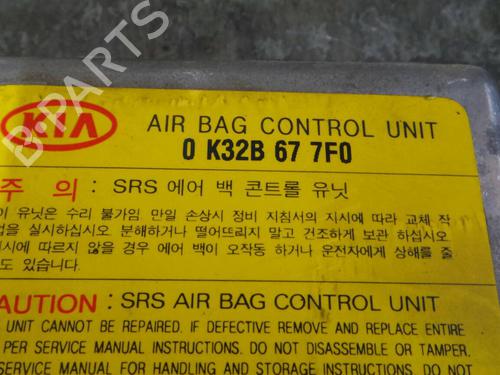 B-PARTS
KIA
AIR BAG CONTROL UNIT
0 K32B 67 7F0
주 의 : SRS 에어 백 콘트롤 유닛
이 유닛은 수리 불가임. 만일 손상시 정비 지침서의 지시에 따라 교체 작
업을 실시하십시오. 분해하거나 떨어뜨리지 말고 건조하게 보관 하십시오.
지시에 따르지 않을 경우 에어 백이 오작동 하거나 운전자에게 상해를 줄
도 있습니다.
CAUTION : SRS AIR BAG CONTROL UNIT
UNIT CANNOT BE REPAIRED. IF DEFECTIVE REMOVE AND REPLACE ENTIRE
PER SERVICE MANUAL INSTRUCTIONS. DO NOT DISASSEMBLE OR TAMPER.
SERVICE MANUAL FOR HANDLING AND STORAGE INSTRUCTIONS. DO NOT